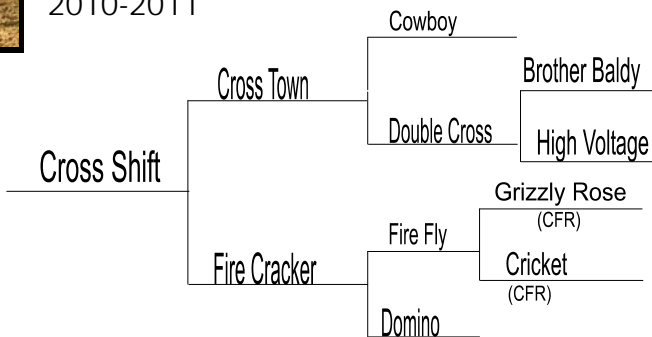 2010-2011
Cowboy
Brother Baldy
Cross Town
Double Cross
High Voltage
Cross Shift
Grizzly Rose
(CFR)
Fire Fly
Cricket
(CFR)
Fire Cracker
Domino